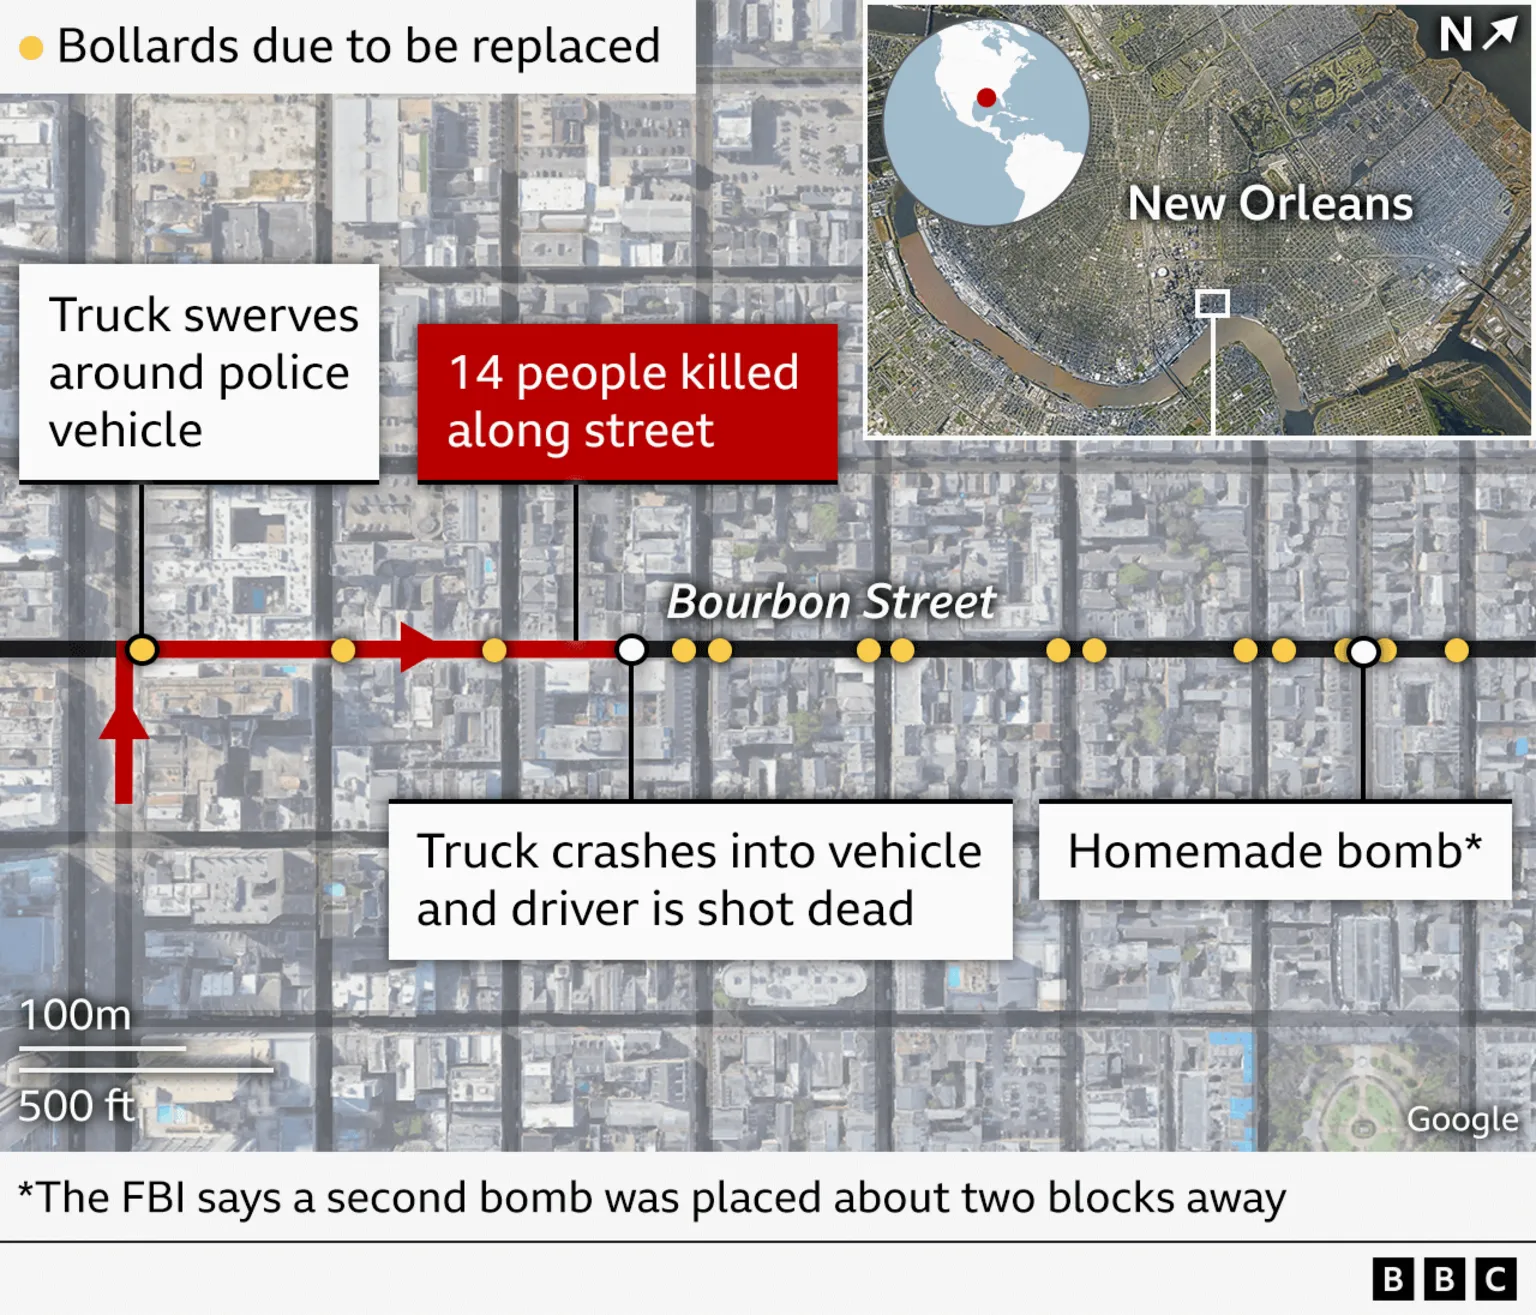 Bollards due to be replaced
N
New Orleans
Truck swerves
around police
vehicle
14 people killed
along street
Bourbon Street
Truck crashes into vehicle
and driver is shot dead
Homemade bomb*
100m
500 ft
Google
*The FBI says a second bomb was placed about two blocks away
BBC